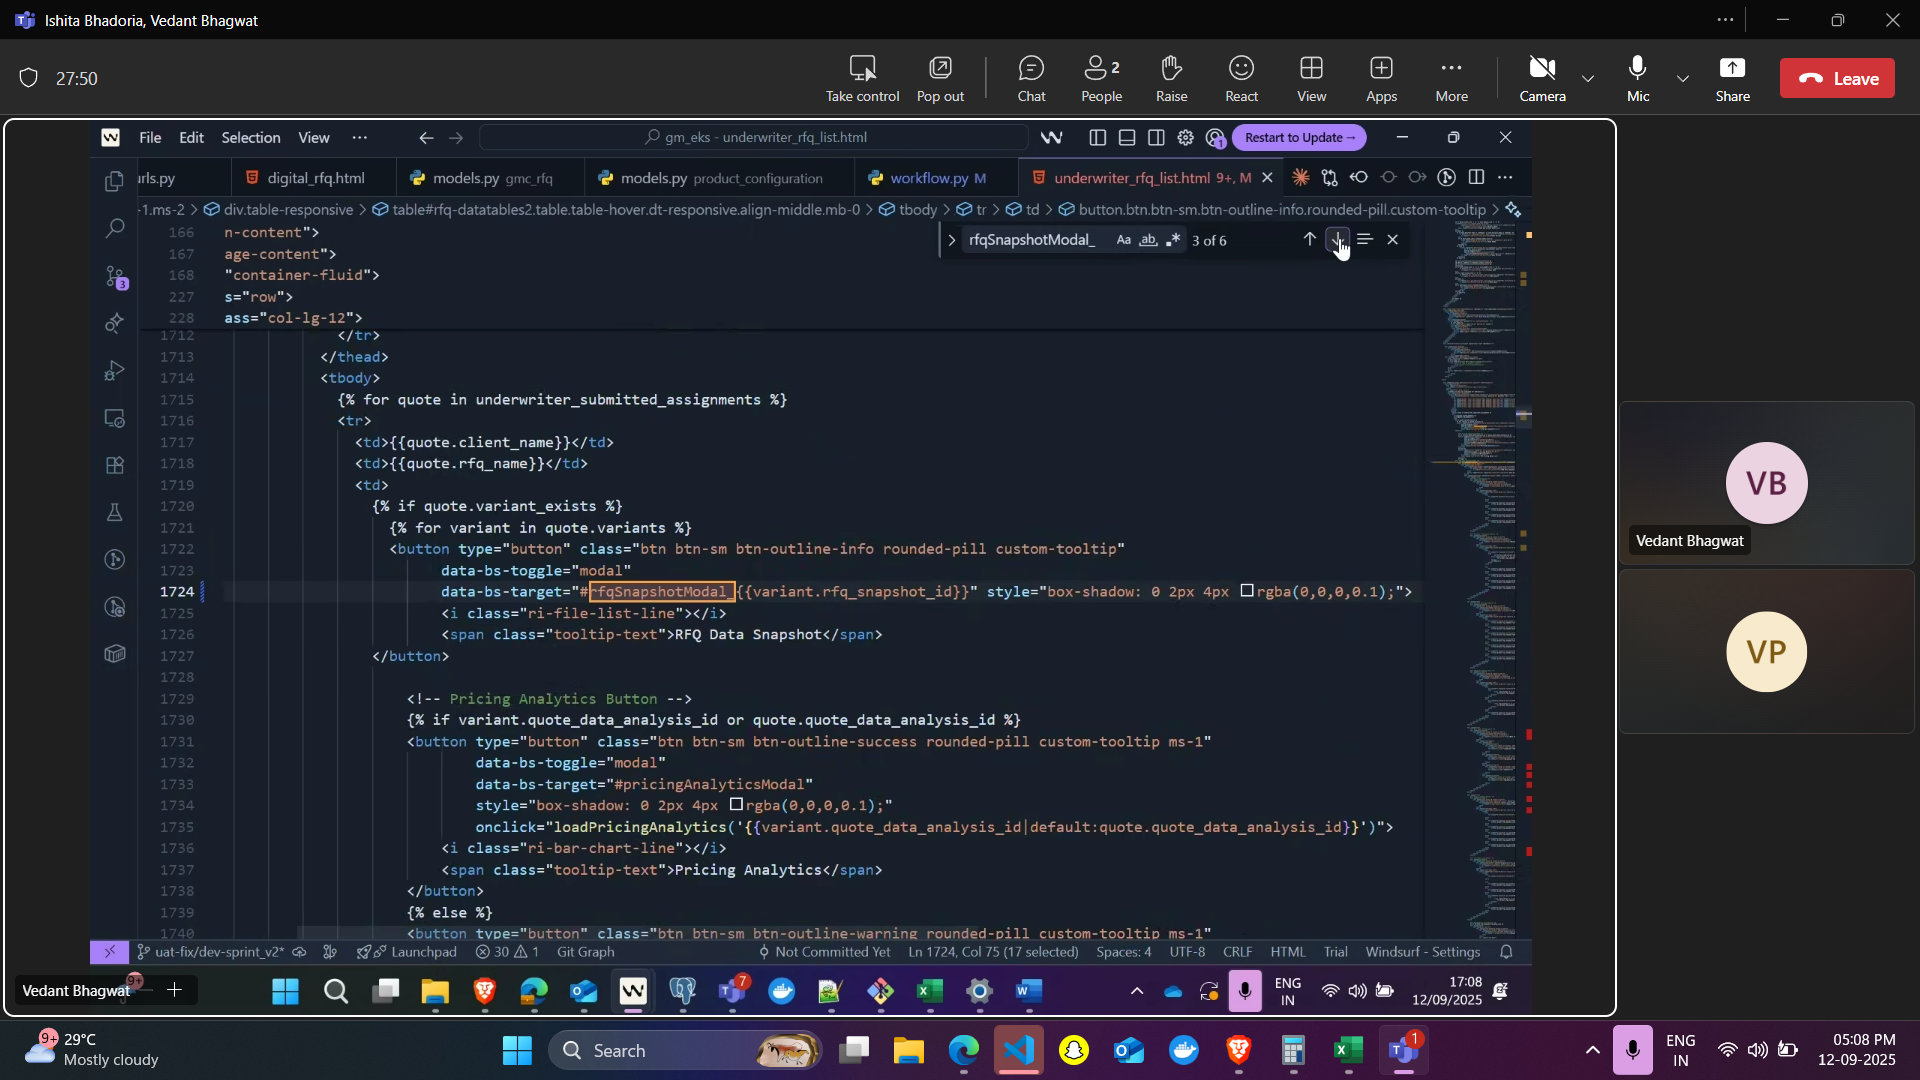 Ishita Bhadoria, Vedant Bhagwat
27:50
Take control
Pop out
Chat
2
People
Raise
React
View
Apps
More
Camera
Mic
Share
Leave
File Edit Selection View
gm_eks - underwriter_rfq_list.html
Restart to Update→
irls.py
digital_rfq.html
models.py gmc_rfq
models.py product_configuration
workflow.py M
underwriter_rfq_list.html 9+, M
-1.ms-2 > div.table-responsive > table#rfq-datatables2.table.table-hover.dt-responsive.align-middle.mb-0 > tbody > tr > td > button.btn.btn-sm.btn-outline-info.rounded-pill.custom-tooltip >
rfqSnapshotModal_ Aa ab 3 of 6
166 n-content">
167 age-content">
168 "container-fluid">
227 s="row">
228 ass="col-lg-12">
1712 </tr>
1713 </thead>
1714 <tbody>
1715 {% for quote in underwriter_submitted_assignments %}
1716 <tr>
1717 <td>{{quote.client_name}}</td>
1718 <td>{{quote.rfq_name}}</td>
1719 <td>
1720 {% if quote.variant_exists %}
1721 {% for variant in quote.variants %}
1722 <button type="button" class="btn btn-sm btn-outline-info rounded-pill custom-tooltip"
1723 data-bs-toggle="modal"
1724 data-bs-target="#rfqSnapshotModal_{{variant.rfq_snapshot_id}}" style="box-shadow: 0 2px 4px rgba(0,0,0,0.1);">
1725 <i class="ri-file-list-line"></i>
1726 <span class="tooltip-text">RFQ Data Snapshot</span>
1727 </button>
1728
1729 <!-- Pricing Analytics Button -->
1730 {% if variant.quote_data_analysis_id or quote.quote_data_analysis_id %}
1731 <button type="button" class="btn btn-sm btn-outline-success rounded-pill custom-tooltip ms-1"
1732 data-bs-toggle="modal"
1733 data-bs-target="#pricingAnalyticsModal"
1734 style="box-shadow: 0 2px 4px rgba(0,0,0,0.1);"
1735 onclick="loadPricingAnalytics('{{variant.quote_data_analysis_id|default:quote.quote_data_analysis_id}}')">
1736 <i class="ri-bar-chart-line"></i>
1737 <span class="tooltip-text">Pricing Analytics</span>
1738 </button>
1739 {% else %}
1740 <button type="button" class="btn btn-sm btn-outline-warning rounded-pill custom-tooltip ms-1"
3
1
uat-fix/dev-sprint_v2* Launchpad 30 1 Git Graph Not Committed Yet Ln 1724, Col 75 (17 selected) Spaces: 4 UTF-8 CRLF HTML Trial Windsurf - Settings
VB
Vedant Bhagwat
VP
Vedant Bhagwat
9+
7
ENG
IN
17:08
12/09/2025
9+
29°C
Mostly cloudy
Search
1
ENG
IN
05:08 PM
12-09-2025